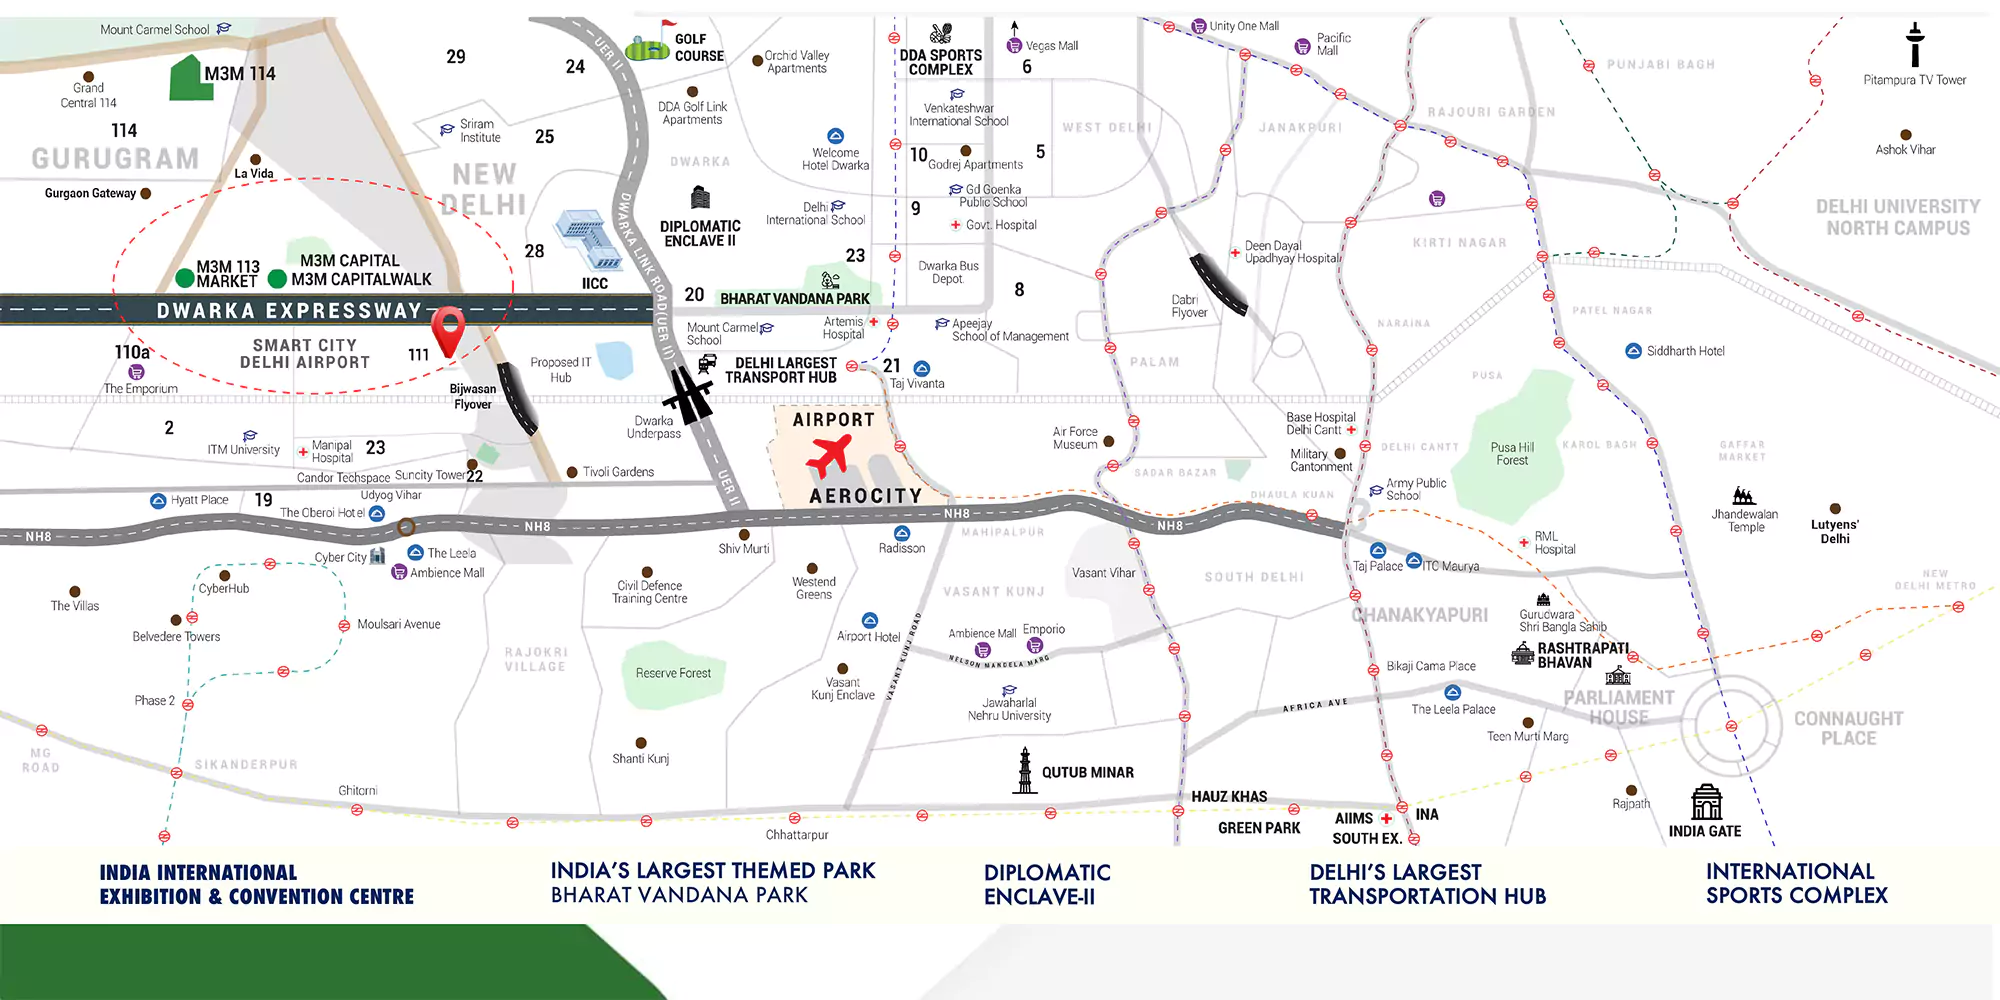 Mount Carmel School
M3M 114
Grand
Central 114
114
GURUGRAM
La Vida
Gurgaon Gateway
29
24
UER II
GOLF
COURSE
Orchid Valley
Apartments
DDA SPORTS
COMPLEX
Vegas Mall
6
Unity One Mall
Pacific
Mall
PUNJABI BAGH
Pitampura TV Tower
Sriram
Institute
25
NEW
DELHI
DDA Golf Link
Apartments
DWARKA
Welcome
Hotel Dwarka
Venkateshwar
International School
10
Godrej Apartments
5
WEST DELHI
JANAKPURI
RAJOURI GARDEN
Ashok Vihar
DELHI UNIVERSITY
NORTH CAMPUS
M3M 113
MARKET
M3M CAPITAL
M3M CAPITALWALK
28
IICC
DWARKA LINK ROAD(UER II)
DIPLOMATIC
ENCLAVE II
Delhi
International School
9
Gd Goenka
Public School
Govt. Hospital
23
Dwarka Bus
Depot.
8
Deen Dayal
Upadhyay Hospital
KIRTI NAGAR
DWARKA EXPRESSWAY
20
BHARAT VANDANA PARK
Mount Carmel
School
Artemis
Hospital
Apeejay
School of Management
Dabri
Flyover
NARAINA
PATEL NAGAR
SMART CITY
DELHI AIRPORT
110a
The Emporium
111
Bijwasan
Flyover
Proposed IT
Hub
DELHI LARGEST
TRANSPORT HUB
21
Taj Vivanta
PALAM
PUSA
Siddharth Hotel
2
ITM University
Manipal
Hospital
23
Candor Techspace
Suncity Tower
22
Tivoli Gardens
Dwarka
Underpass
UER II
AIRPORT
AEROCITY
Air Force
Museum
SADAR BAZAR
Base Hospital
Delhi Cantt
Military
Cantonment
DELHI CANTT
Pusa Hill
Forest
KAROL BAGH
GAFFAR
MARKET
Hyatt Place
19
Udyog Vihar
The Oberoi Hotel
NH8
NH8
NH8
NH8
DHAULA KUAN
Army Public
School
Jhandewalan
Temple
Lutyens'
Delhi
Cyber City
The Leela
Ambience Mall
Shiv Murti
Radisson
MAHIPALPUR
RML
Hospital
Taj Palace
ITC Maurya
The Villas
CyberHub
Belvedere Towers
Moulsari Avenue
Civil Defence
Training Centre
Westend
Greens
VASANT KUNJ
Vasant Vihar
SOUTH DELHI
CHANAKYAPURI
Gurudwara
Shri Bangla Sahib
NEW
DELHI METRO
RAJOKRI
VILLAGE
Airport Hotel
VASANT KUNJ ROAD
Ambience Mall
Emporio
NELSON MANDELA MARG
RASHTRAPATI
BHAVAN
Bikaji Cama Place
Phase 2
Reserve Forest
Vasant
Kunj Enclave
Jawaharlal
Nehru University
AFRICA AVE
The Leela Palace
PARLIAMENT
HOUSE
Teen Murti Marg
CONNAUGHT
PLACE
MG
ROAD
SIKANDERPUR
Shanti Kunj
QUTUB MINAR
Ghitorni
Chhattarpur
HAUZ KHAS
GREEN PARK
AIIMS
SOUTH EX.
INA
Rajpath
INDIA GATE
INDIA INTERNATIONAL
EXHIBITION & CONVENTION CENTRE
INDIA'S LARGEST THEMED PARK
BHARAT VANDANA PARK
DIPLOMATIC
ENCLAVE-II
DELHI'S LARGEST
TRANSPORTATION HUB
INTERNATIONAL
SPORTS COMPLEX